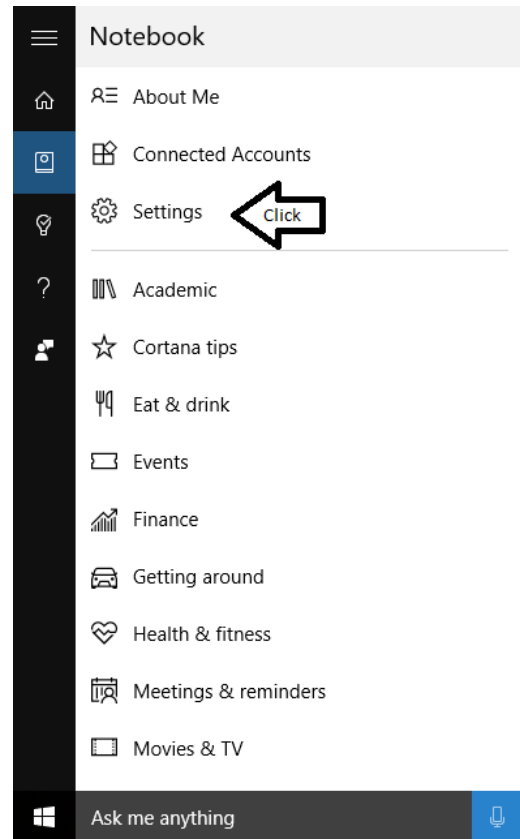 Notebook
About Me
Connected Accounts
Settings
Click
Academic
Cortana tips
Eat & drink
Events
Finance
Getting around
Health & fitness
Meetings & reminders
Movies & TV
Ask me anything